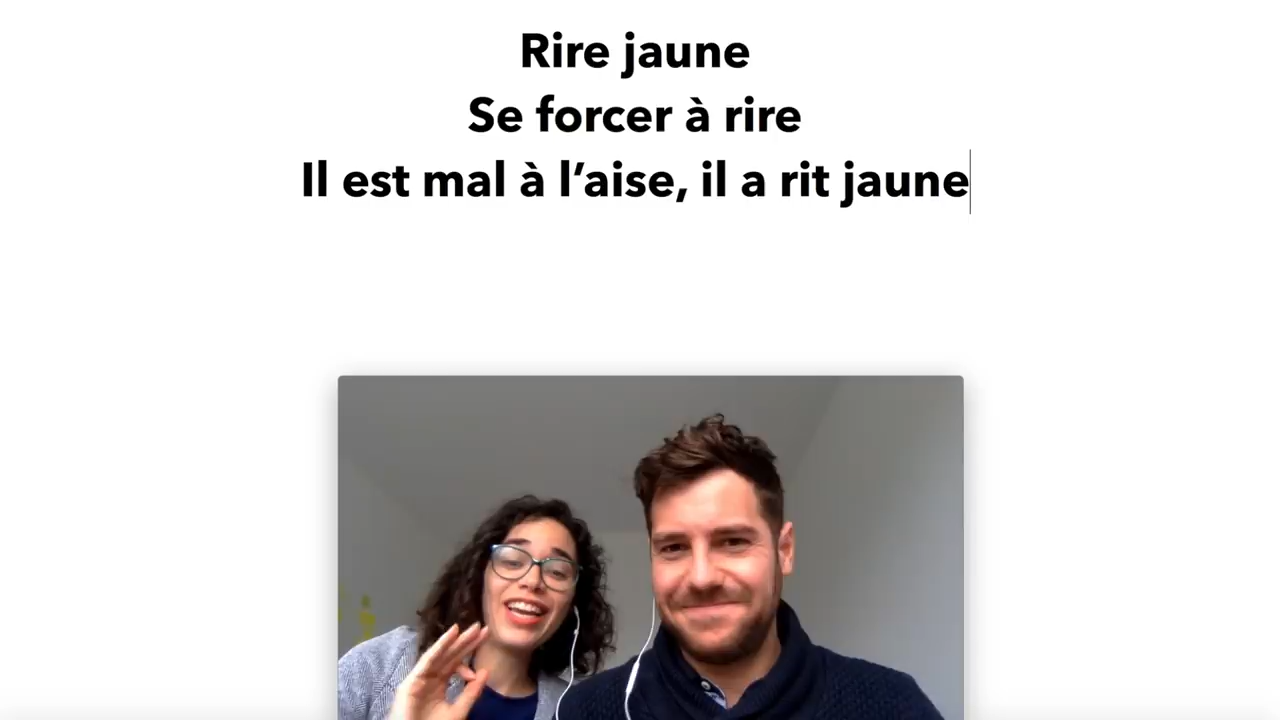 Rire jaune
Se forcer à rire
Il est mal à l’aise, il a rit jaune